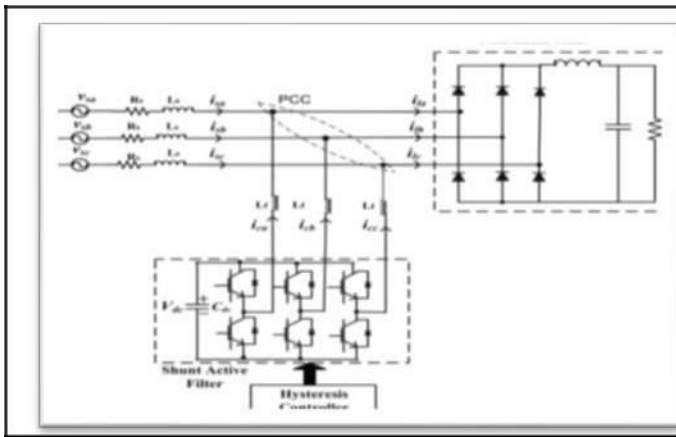 vsa Rs Ls isa PCC ila
vsb Rs Ls isb ilb
vsc Rs Ls isc ilc
Lf Lf Lf
ica icb icc
Vdc + Cdc
Shunt Active
Filter
Hysteresis
Controller